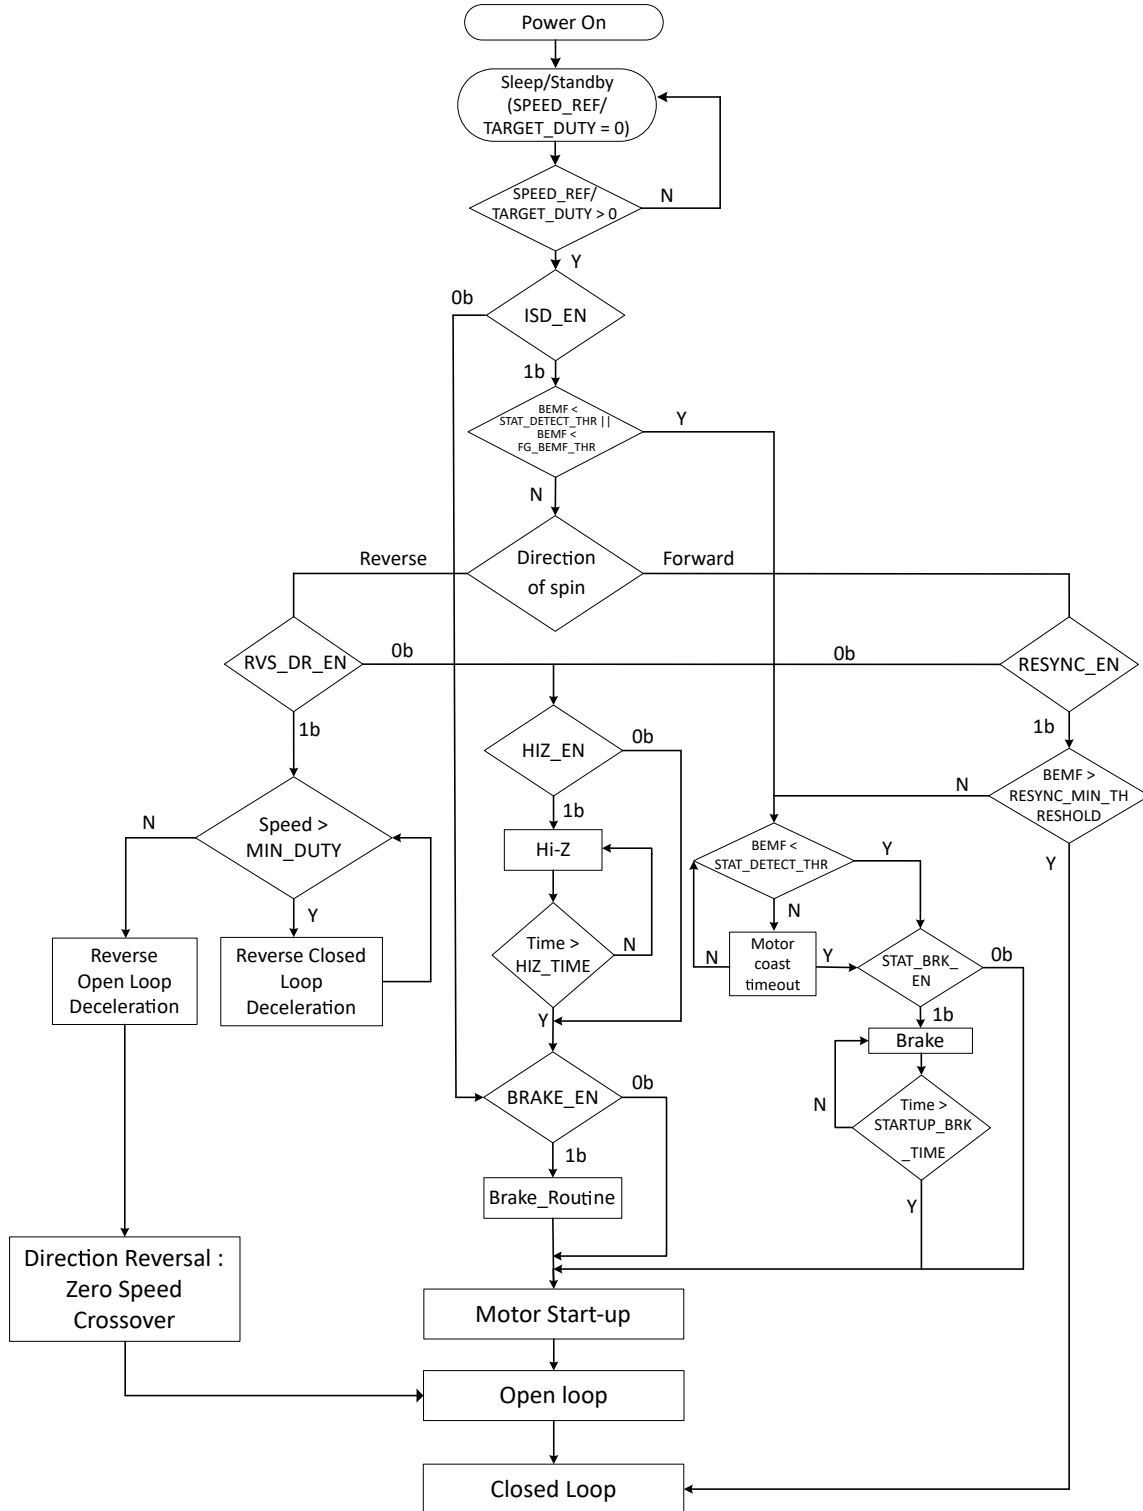 Power On
Sleep/Standby
(SPEED_REF/
TARGET_DUTY = 0)
SPEED_REF/
TARGET_DUTY > 0
N
Y
0b
ISD_EN
1b
BEMF <
STAT_DETECT_THR ||
BEMF <
FG_BEMF_THR
Y
N
Reverse
Direction
of spin
Forward
RVS_DR_EN
0b
0b
RESYNC_EN
1b
1b
HIZ_EN
0b
BEMF >
RESYNC_MIN_TH
RESHOLD
N
Y
1b
N
Speed >
MIN_DUTY
Y
Hi-Z
BEMF <
STAT_DETECT_THR
Y
N
Time >
HIZ_TIME
N
Y
Reverse
Open Loop
Deceleration
Reverse Closed
Loop
Deceleration
N
Motor
coast
timeout
Y
STAT_BRK_
EN
0b
1b
Brake
BRAKE_EN
0b
1b
N
Time >
STARTUP_BRK
_TIME
Y
Brake_Routine
Direction Reversal :
Zero Speed
Crossover
Motor Start-up
Open loop
Closed Loop